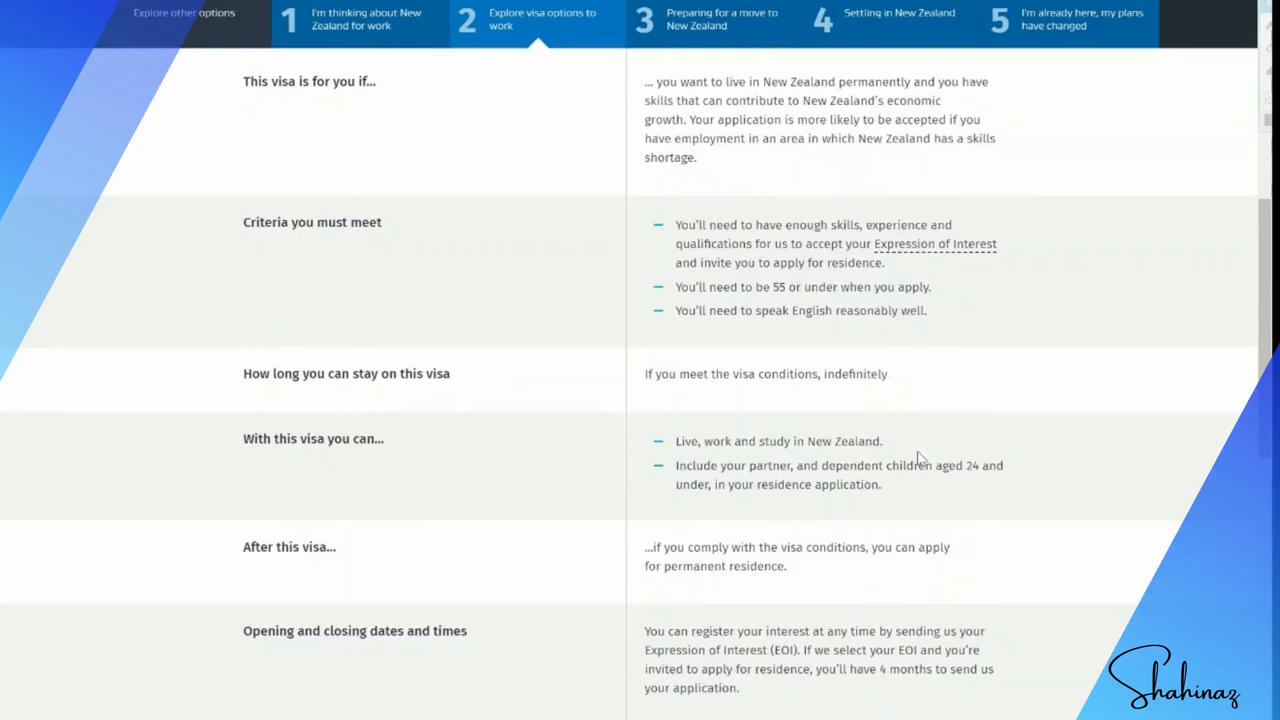 Explore other options
1 I'm thinking about New
Zealand for work
2 Explore visa options to
work
3 Preparing for a move to
New Zealand
4 Settling in New Zealand
5 I'm already here, my plans
have changed
This visa is for you if...
... you want to live in New Zealand permanently and you have
skills that can contribute to New Zealand's economic
growth. Your application is more likely to be accepted if you
have employment in an area in which New Zealand has a skills
shortage.
Criteria you must meet
– You'll need to have enough skills, experience and
qualifications for us to accept your Expression of Interest
and invite you to apply for residence.
– You'll need to be 55 or under when you apply.
– You'll need to speak English reasonably well.
How long you can stay on this visa
If you meet the visa conditions, indefinitely
With this visa you can...
– Live, work and study in New Zealand.
– Include your partner, and dependent children aged 24 and
under, in your residence application.
After this visa...
...if you comply with the visa conditions, you can apply
for permanent residence.
Opening and closing dates and times
You can register your interest at any time by sending us your
Expression of Interest (EOI). If we select your EOI and you're
invited to apply for residence, you'll have 4 months to send us
your application.
Shahinaz